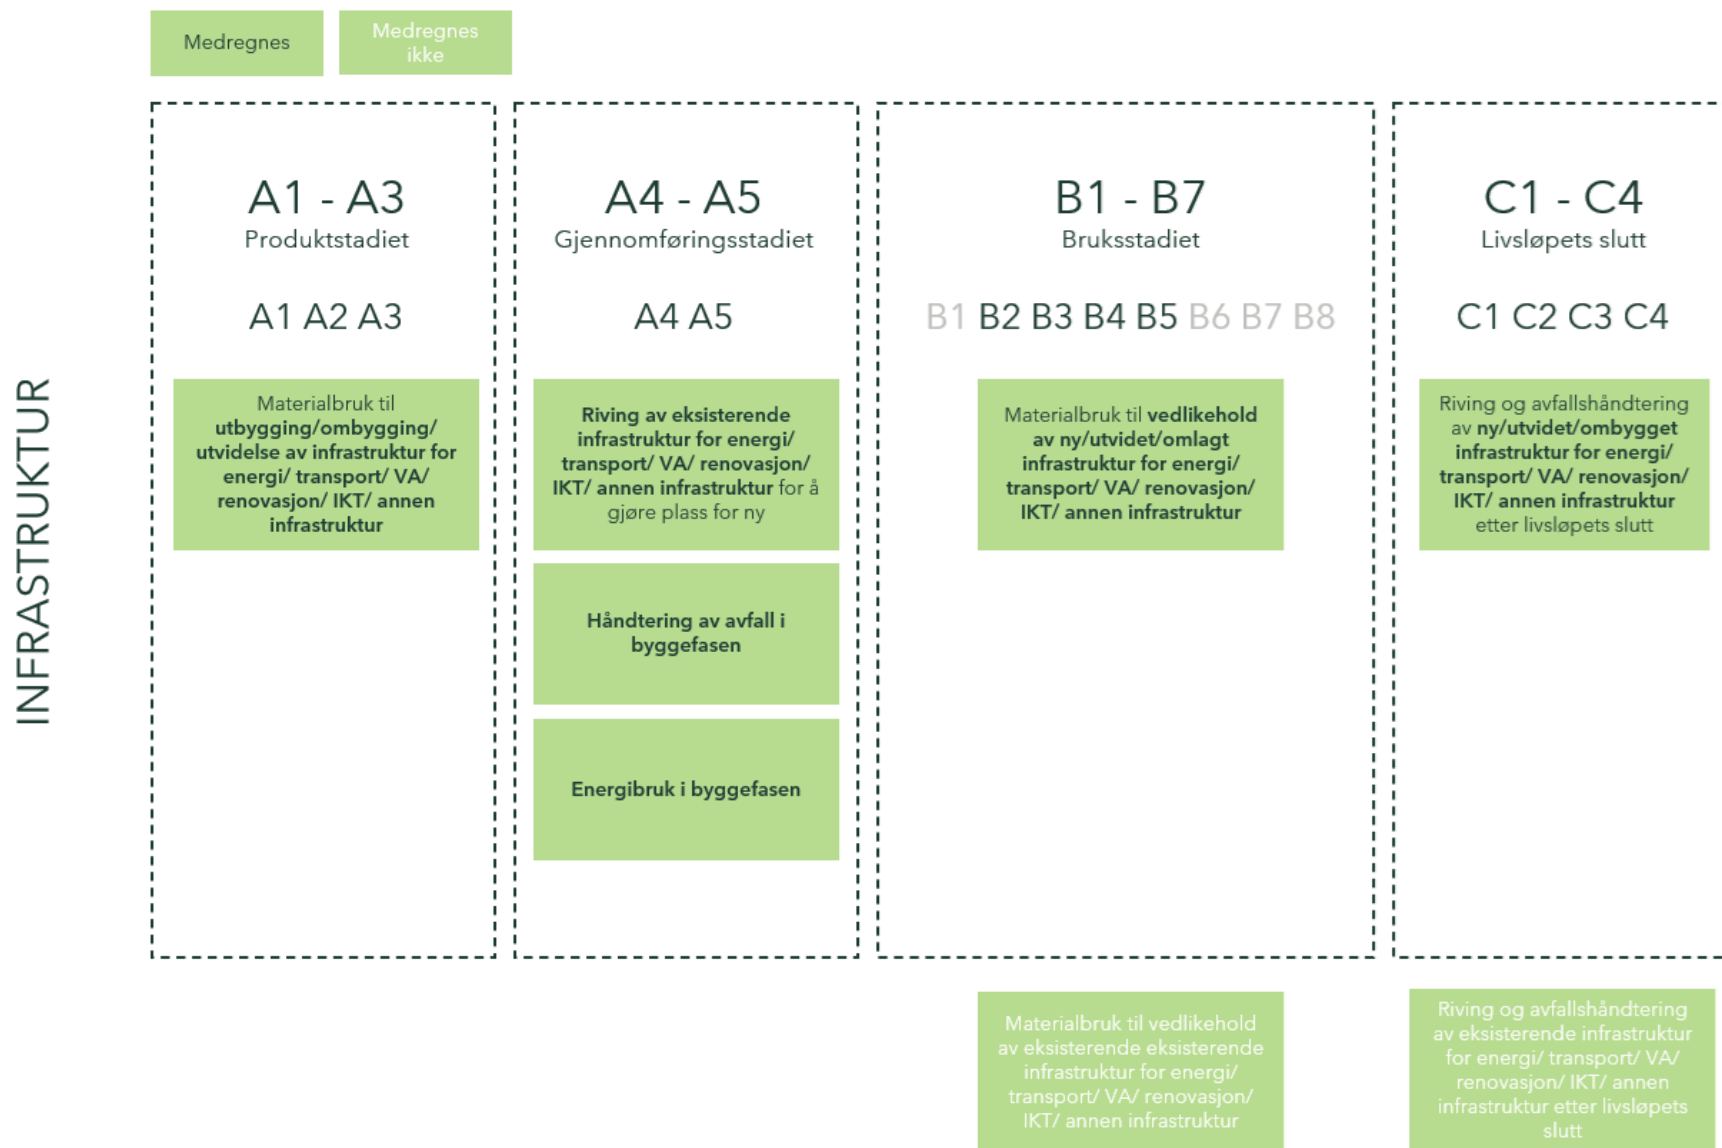 Medregnes
Medregnes
ikke
INFRASTRUKTUR
A1 - A3
Produktstadiet
A1 A2 A3
Materialbruk til
utbygging/ombygging/
utvidelse av infrastruktur for
energi/ transport/ VA/
renovasjon/ IKT/ annen
infrastruktur
A4 - A5
Gjennomføringsstadiet
A4 A5
Riving av eksisterende
infrastruktur for energi/
transport/ VA/ renovasjon/
IKT/ annen infrastruktur for å
gjøre plass for ny
Håndtering av avfall i
byggefasen
Energibruk i byggefasen
B1 - B7
Bruksstadiet
B1 B2 B3 B4 B5 B6 B7 B8
Materialbruk til vedlikehold
av ny/utvidet/omlagt
infrastruktur for energi/
transport/ VA/ renovasjon/
IKT/ annen infrastruktur
C1 - C4
Livsløpets slutt
C1 C2 C3 C4
Riving og avfallshåndtering
av ny/utvidet/ombygget
infrastruktur for energi/
transport/ VA/ renovasjon/
IKT/ annen infrastruktur
etter livsløpets slutt
Materialbruk til vedlikehold
av eksisterende eksisterende
infrastruktur for energi/
transport/ VA/ renovasjon/
IKT/ annen infrastruktur
Riving og avfallshåndtering
av eksisterende infrastruktur
for energi/ transport/ VA/
renovasjon/ IKT/ annen
infrastruktur etter livsløpets
slutt